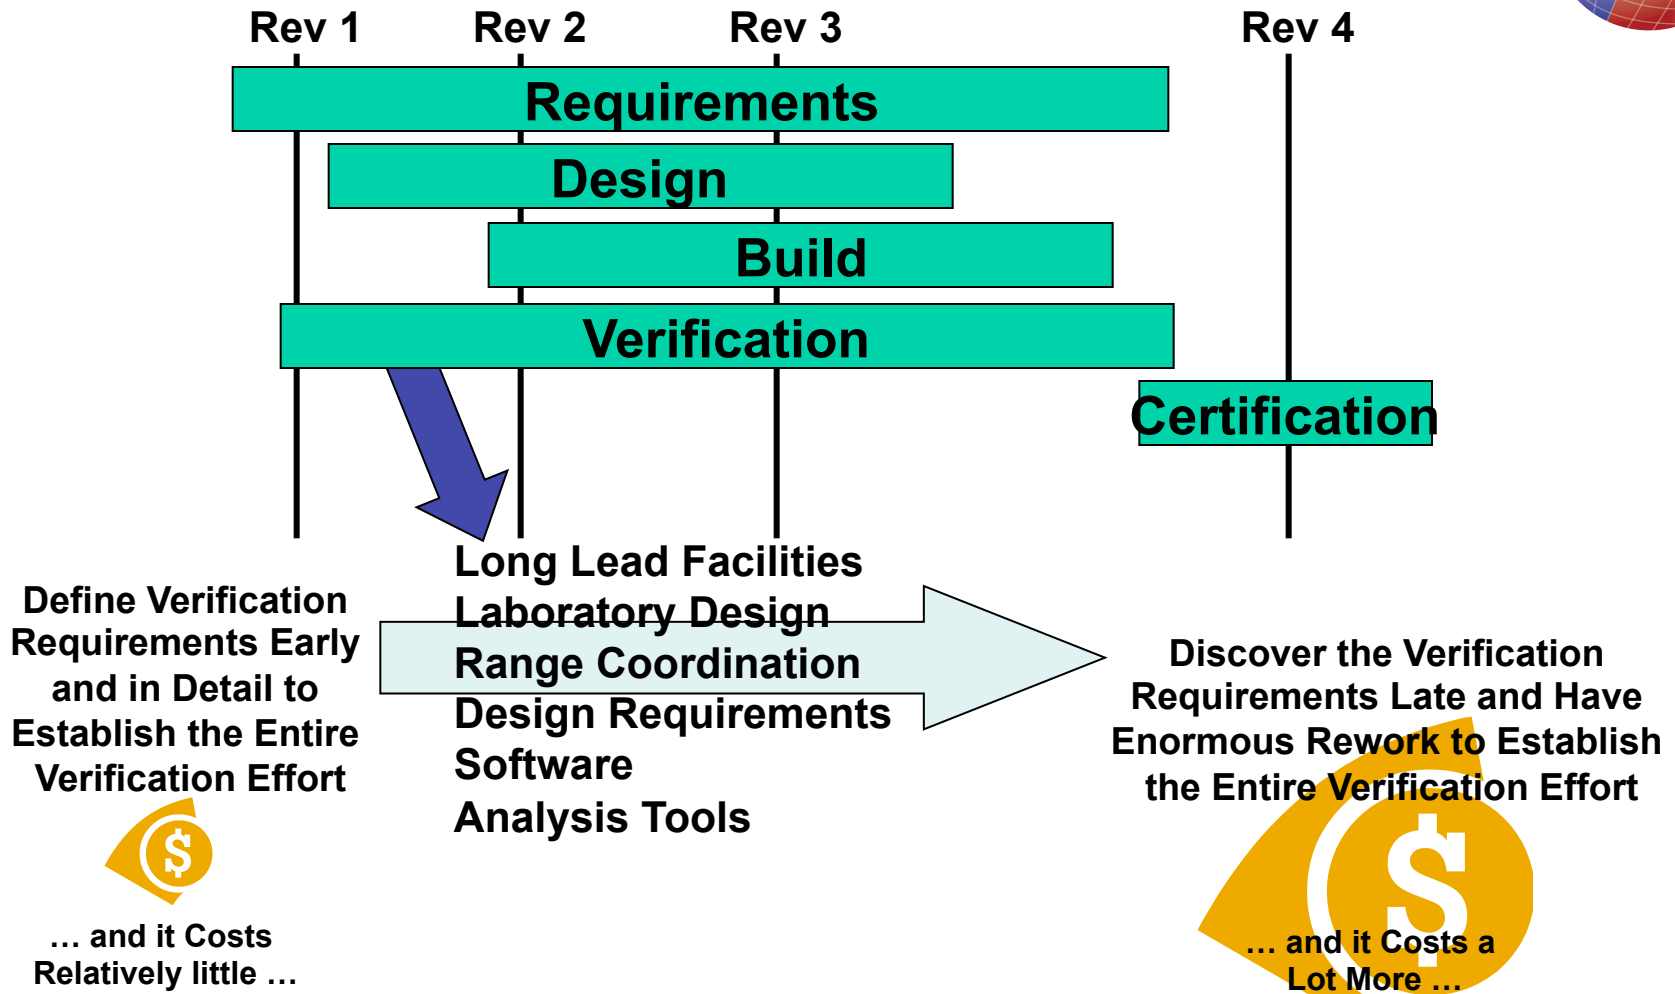 Rev 1 Rev 2 Rev 3 Rev 4
Requirements
Design
Build
Verification
Certification
Long Lead Facilities
Laboratory Design
Range Coordination
Design Requirements
Software
Analysis Tools
Define Verification
Requirements Early
and in Detail to
Establish the Entire
Verification Effort
$
… and it Costs
Relatively little …
Discover the Verification
Requirements Late and Have
Enormous Rework to Establish
the Entire Verification Effort
$
… and it Costs a
Lot More …